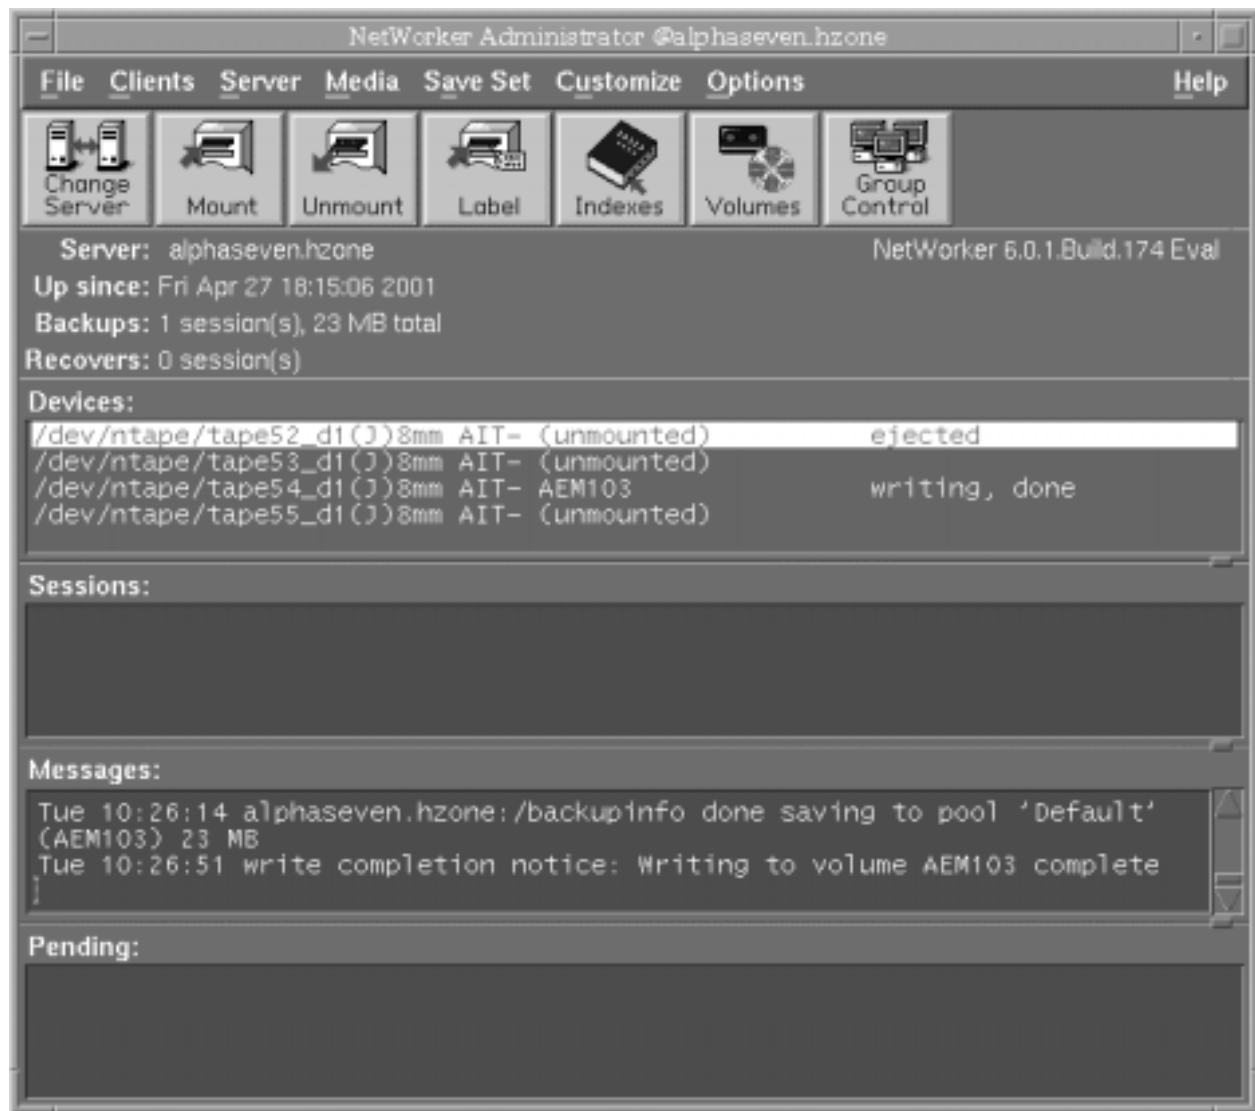 NetWorker Administrator @alphaseven.hzone
File Clients Server Media Save Set Customize Options Help
Change Server
Mount
Unmount
Label
Indexes
Volumes
Group Control
Server: alphaseven.hzone NetWorker 6.0.1.Build.174 Eval
Up since: Fri Apr 27 18:15:06 2001
Backups: 1 session(s), 23 MB total
Recovers: 0 session(s)
Devices:
/dev/ntape/tape52_d1(J)8mm AIT- (unmounted) ejected
/dev/ntape/tape53_d1(J)8mm AIT- (unmounted)
/dev/ntape/tape54_d1(J)8mm AIT- AEM103 writing, done
/dev/ntape/tape55_d1(J)8mm AIT- (unmounted)
Sessions:
Messages:
Tue 10:26:14 alphaseven.hzone:/backupinfo done saving to pool 'Default'
(AEM103) 23 MB
Tue 10:26:51 write completion notice: Writing to volume AEM103 complete
Pending: